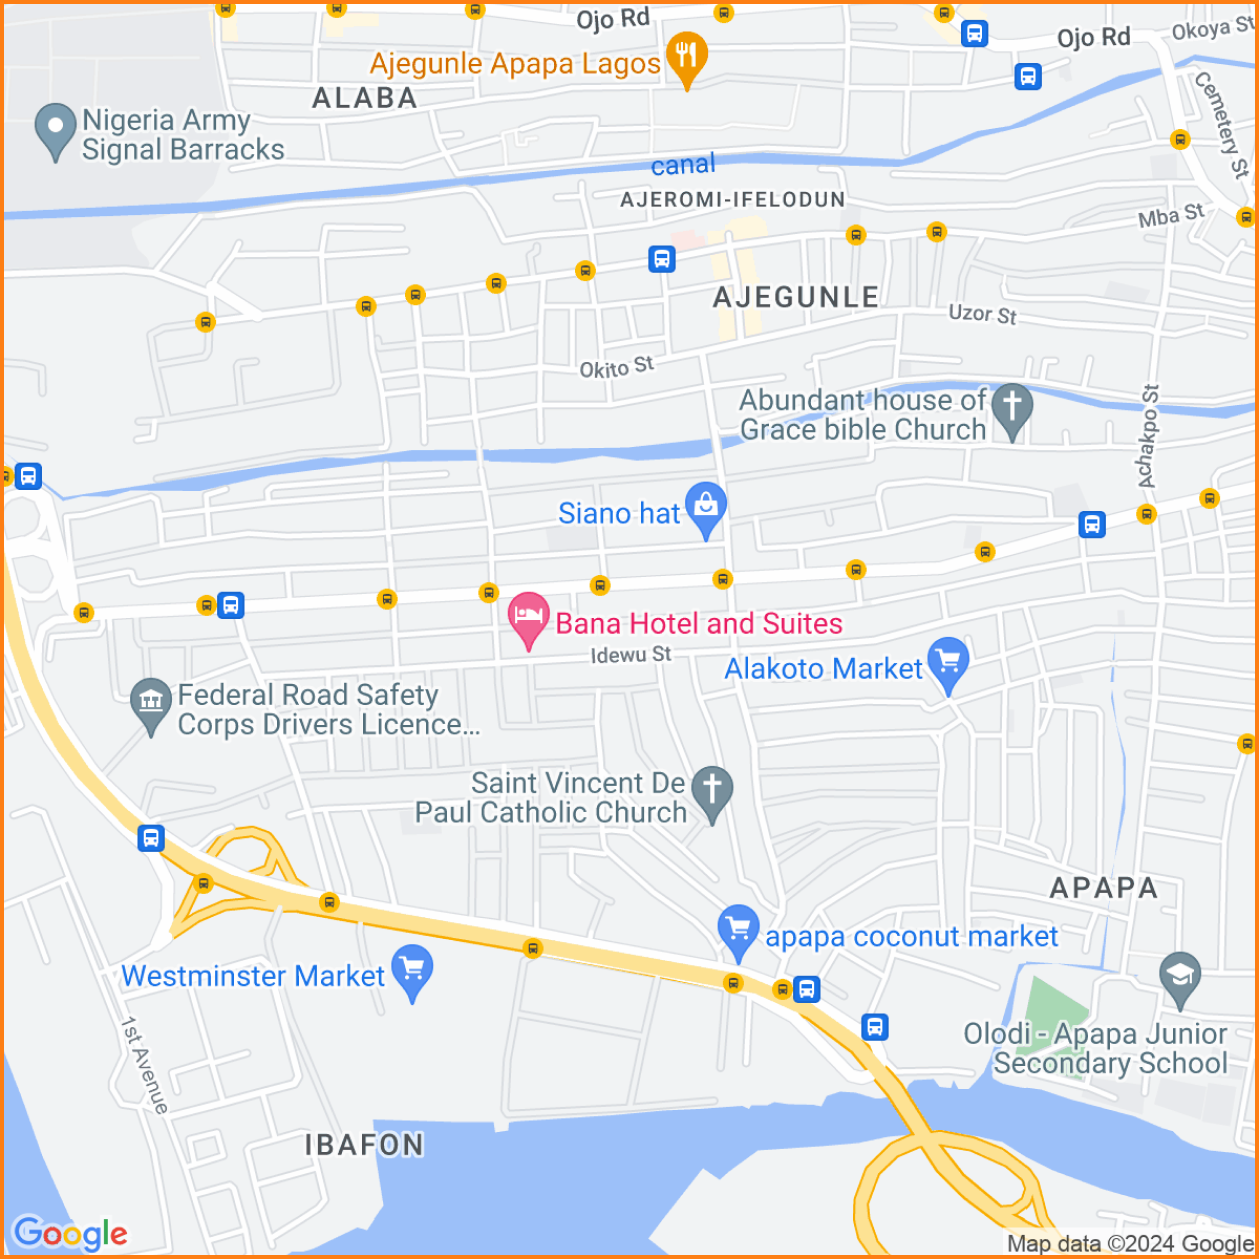 Ojo Rd
Okoya St
Ojo Rd
Ajegunle Apapa Lagos
ALABA
Cemetery St
Nigeria Army
Signal Barracks
canal
AJEROMI-IFELODUN
Mba St
AJEGUNLE
Uzor St
Okito St
Abundant house of
Grace bible Church
Achakpo St
Siano hat
Bana Hotel and Suites
Idewu St
Alakoto Market
Federal Road Safety
Corps Drivers Licence...
Saint Vincent De
Paul Catholic Church
APAPA
apapa coconut market
Westminster Market
Olodi - Apapa Junior
Secondary School
1st Avenue
IBAFON
Google
Map data ©2024 Google